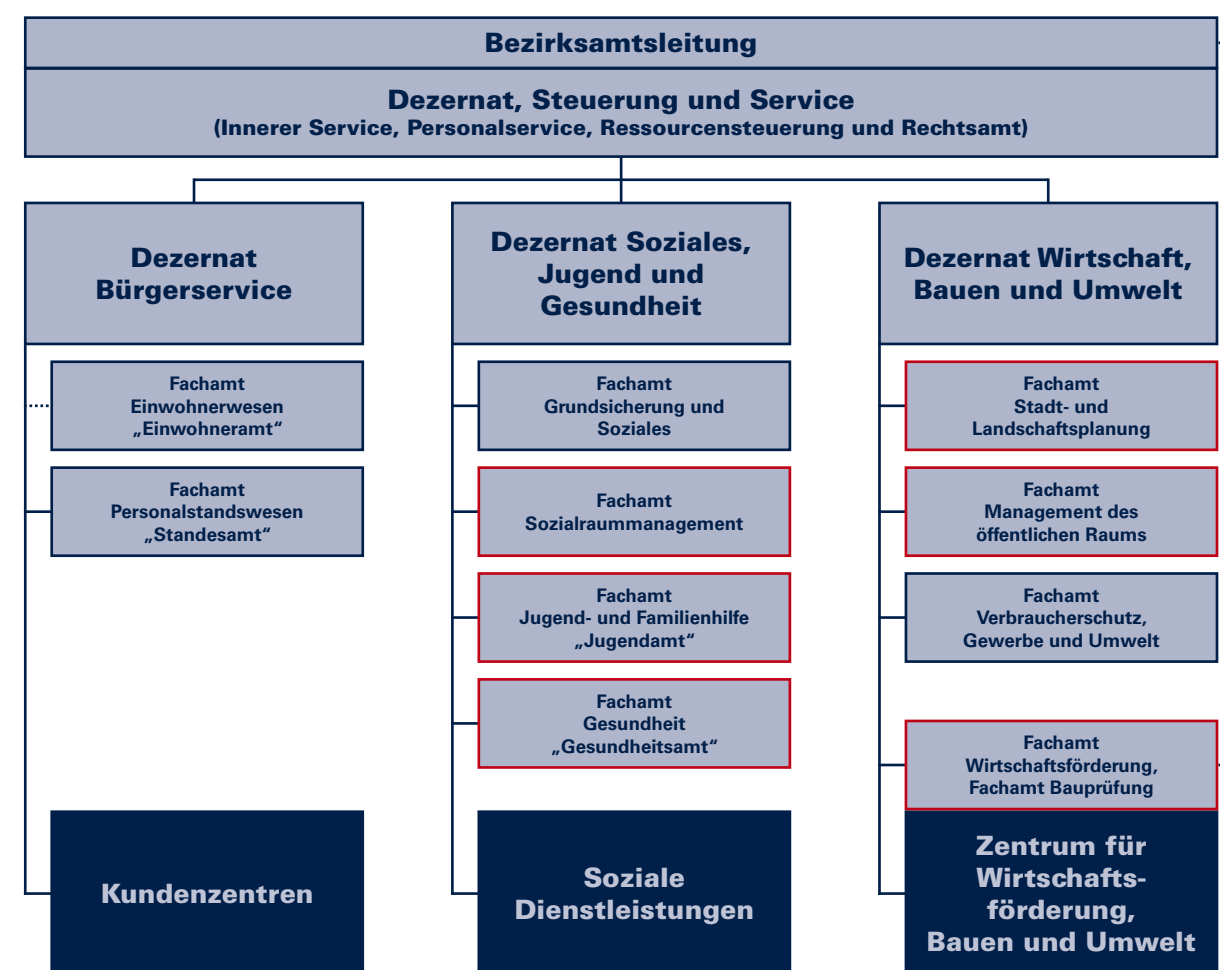 Bezirksamtsleitung
Dezernat, Steuerung und Service
(Innerer Service, Personalservice, Ressourcensteuerung und Rechtsamt)
Dezernat
Bürgerservice
Fachamt
Einwohnerwesen
„Einwohneramt“
Fachamt
Personalstandswesen
„Standesamt“
Kundenzentren
Dezernat Soziales,
Jugend und
Gesundheit
Fachamt
Grundsicherung und
Soziales
Fachamt
Sozialraummanagement
Fachamt
Jugend- und Familienhilfe
„Jugendamt“
Fachamt
Gesundheit
„Gesundheitsamt“
Soziale
Dienstleistungen
Dezernat Wirtschaft,
Bauen und Umwelt
Fachamt
Stadt- und
Landschaftsplanung
Fachamt
Management des
öffentlichen Raums
Fachamt
Verbraucherschutz,
Gewerbe und Umwelt
Fachamt
Wirtschaftsförderung,
Fachamt Bauprüfung
Zentrum für
Wirtschafts-
förderung,
Bauen und Umwelt